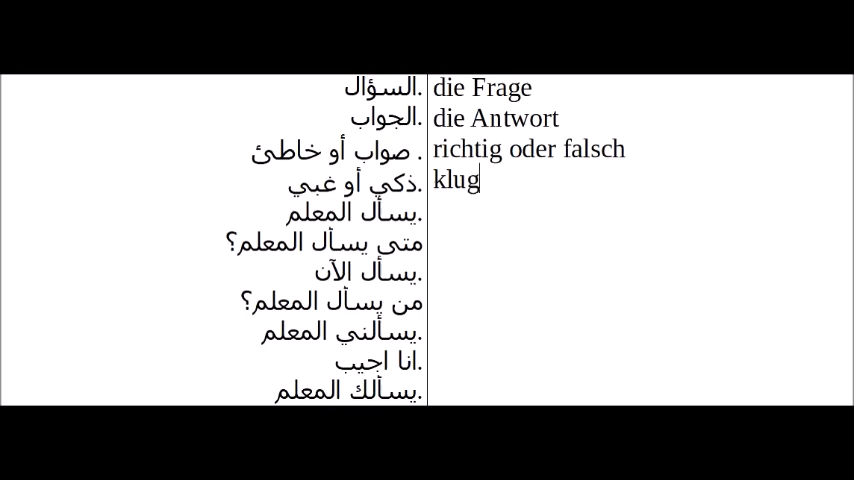 السؤال.
die Frage
الجواب.
die Antwort
صواب أو خاطئ .
richtig oder falsch
ذكي أو غبي.
klug
يسأل المعلم.
متى يسأل المعلم؟
يسأل الآن.
من يسأل المعلم؟
يسألني المعلم.
انا اجيب.
يسألك المعلم.